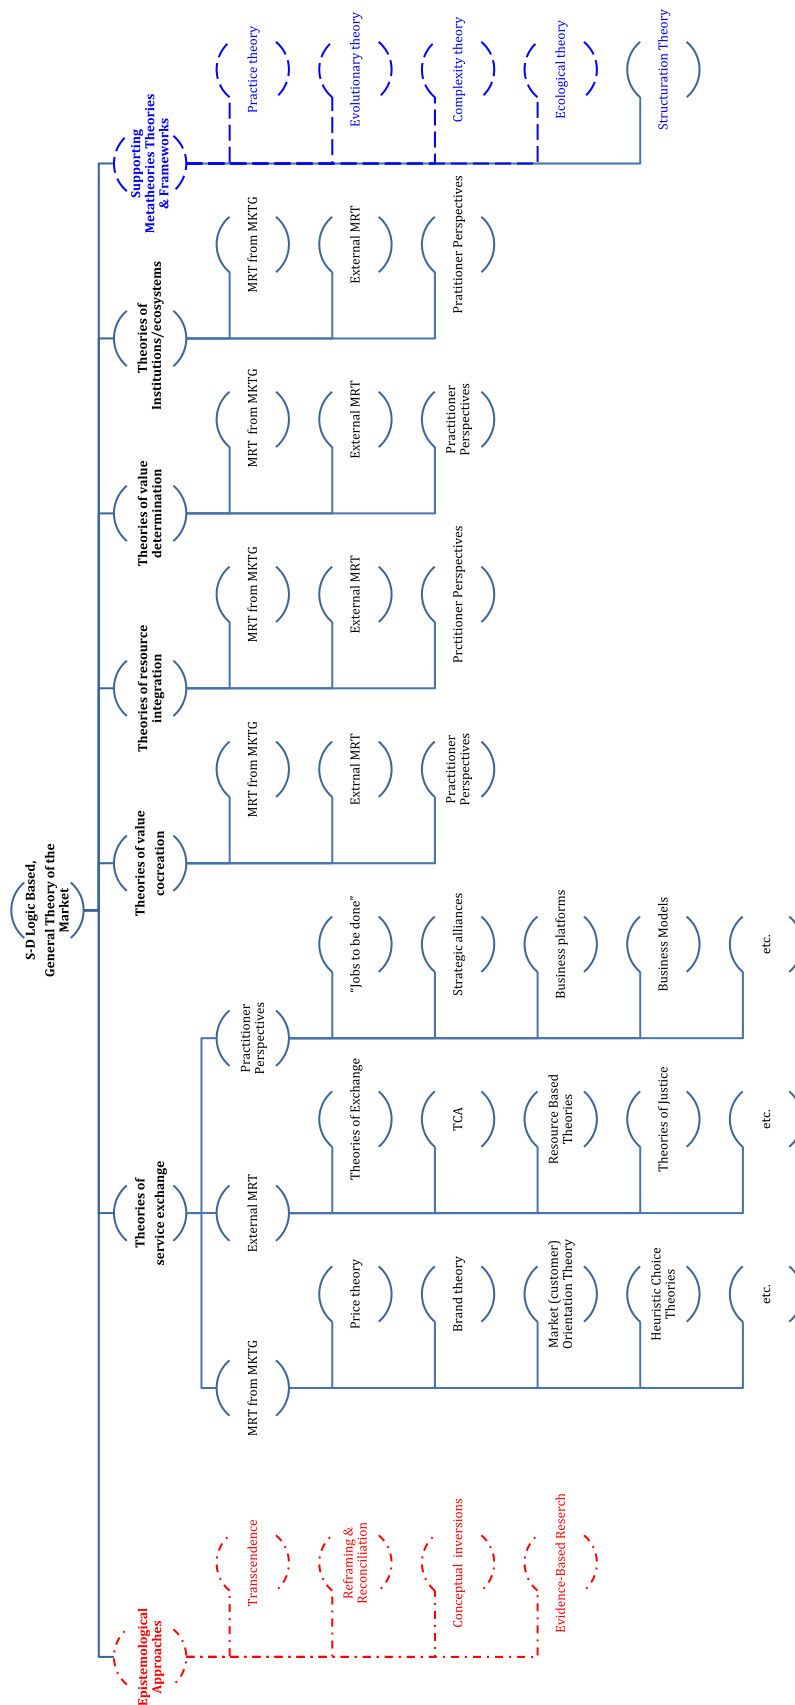 S-D Logic Based,
General Theory of the
Market
Epistemological
Approaches
Transcendence
Reframing &
Reconciliation
Conceptual inversions
Evidence-Based Reserch
Theories of
service exchange
MRT from MKTG
Price theory
Brand theory
Market (customer)
Orientation Theory
Heuristic Choice
Theories
etc.
External MRT
Theories of Exchange
TCA
Resource Based
Theories
Theories of Justice
etc.
Practitioner
Perspectives
"Jobs to be done"
Strategic alliances
Business platforms
Business Models
etc.
Theories of value
cocreation
MRT from MKTG
Extrnal MRT
Practitioner
Perspectives
Theories of resource
integration
MRT from MKTG
External MRT
Prctitioner Perspectives
Theories of value
determination
MRT from MKTG
External MRT
Practitioner
Perspectives
Theories of
Institutions/ecosystems
MRT from MKTG
External MRT
Pratitioner Perspectives
Supporting
Metatheories Theories
& Frameworks
Practice theory
Evolutionary theory
Complexity theory
Ecological theory
Structuration Theory